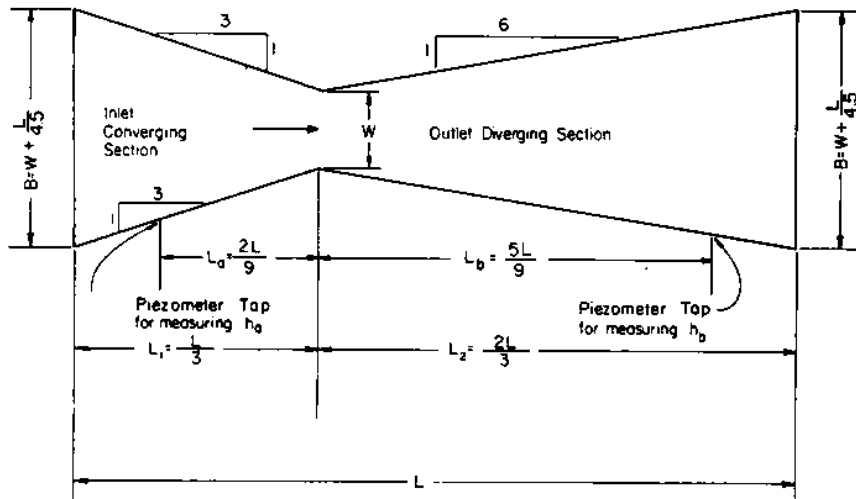 3
1
6
1
B=W + L/4.5
Inlet
Converging
Section
W
Outlet Diverging Section
B=W + L/4.5
3
1
La = 2L/9
Lb = 5L/9
Piezometer Tap
for measuring ha
Piezometer Tap
for measuring hb
L1 = L/3
L2 = 2L/3
L